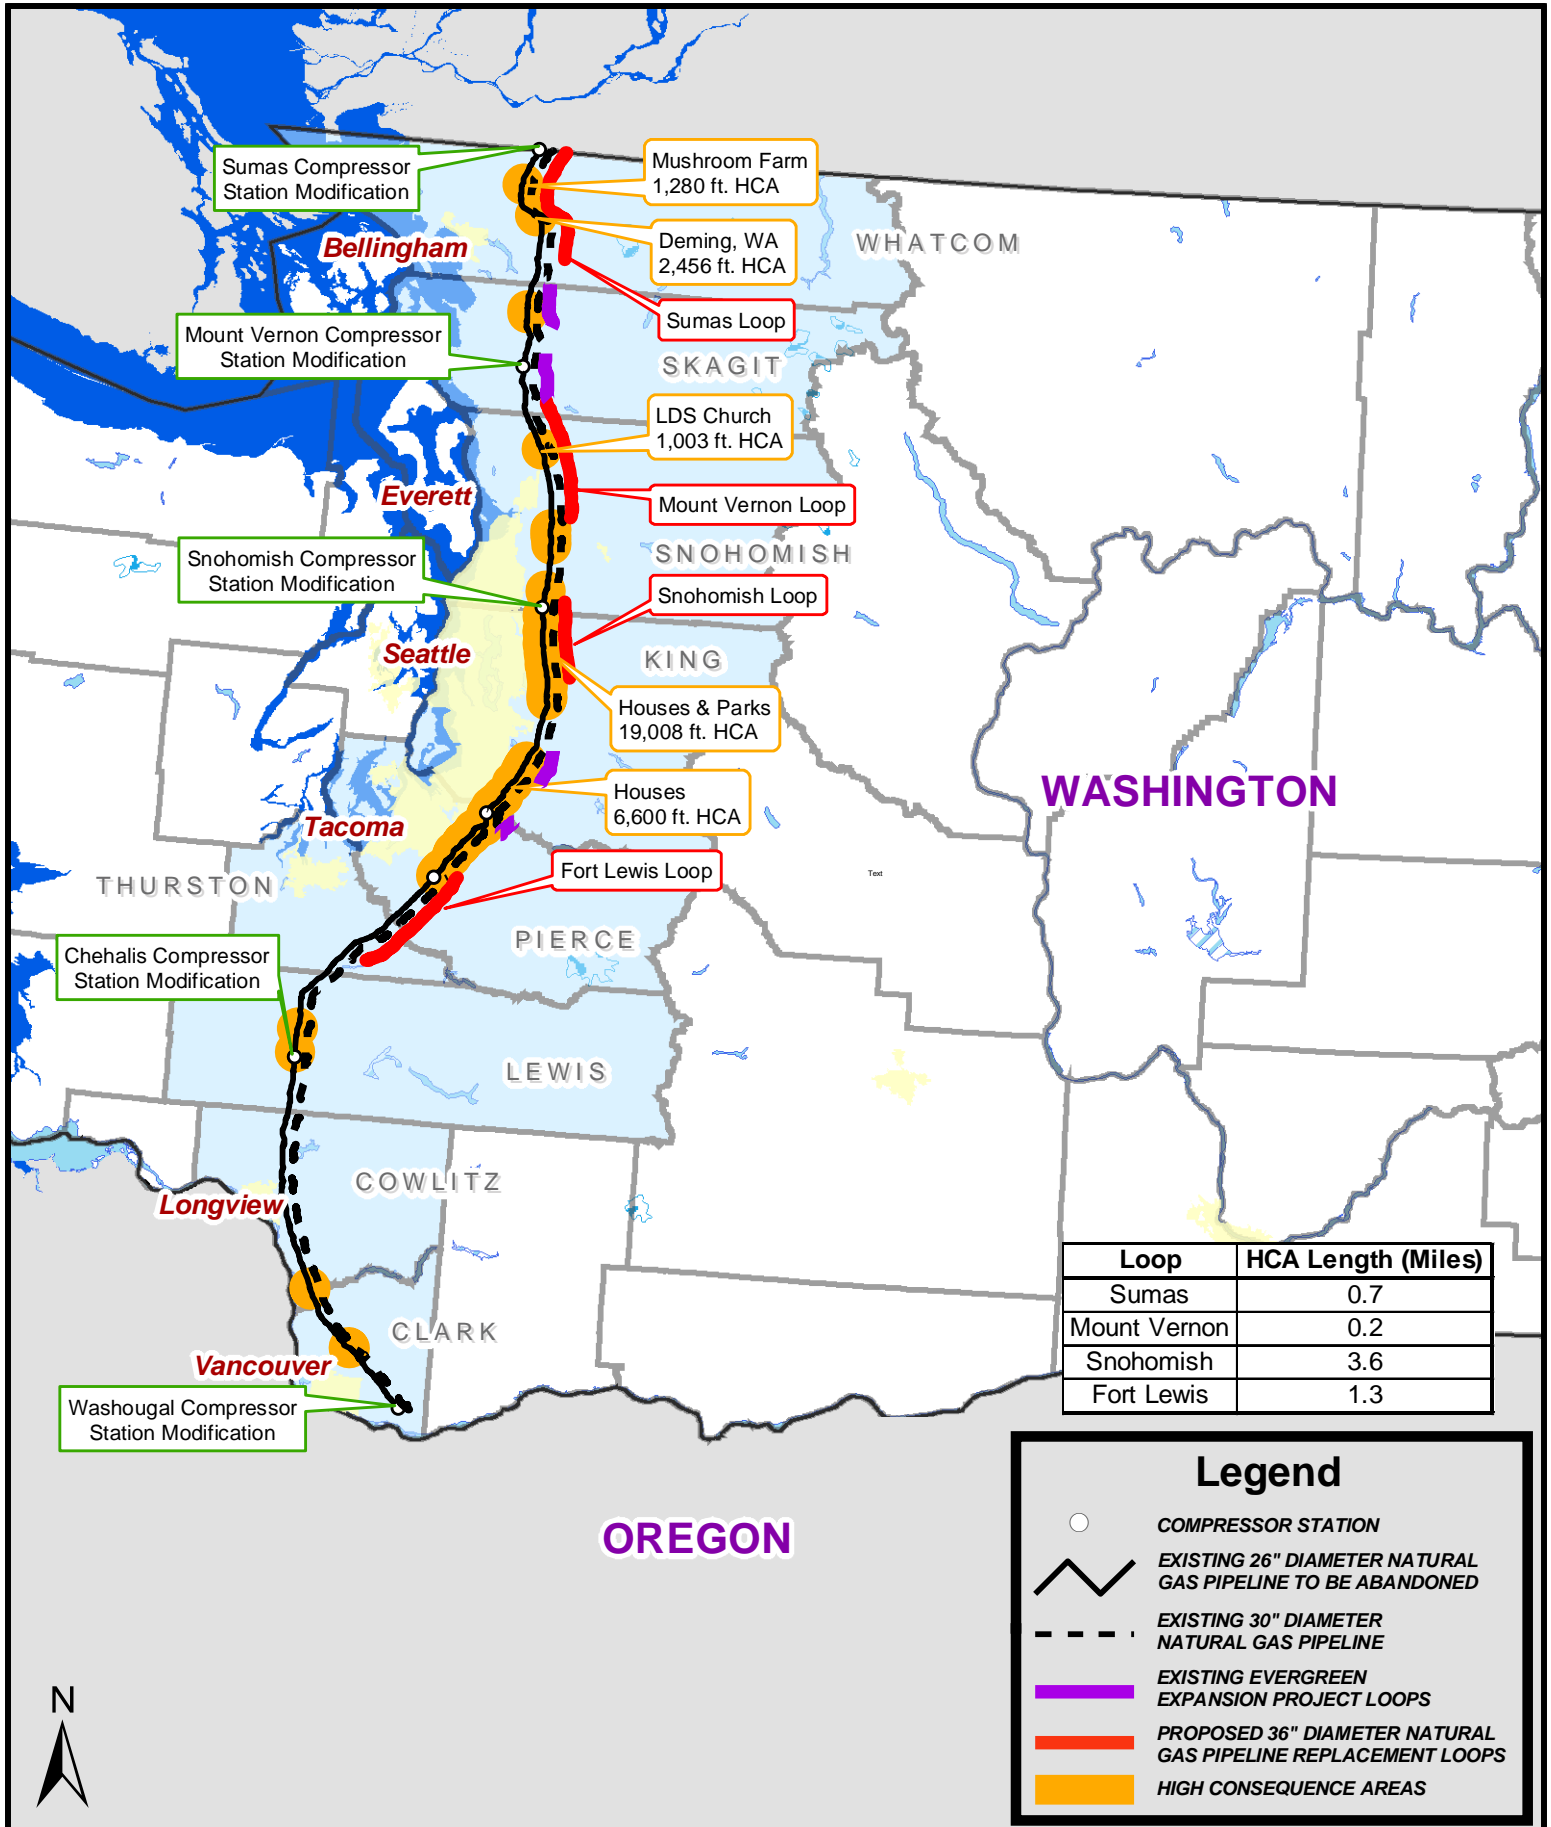 Sumas Compressor
Station Modification
Mushroom Farm
1,280 ft. HCA
Bellingham
Deming, WA
2,456 ft. HCA
WHATCOM
Sumas Loop
Mount Vernon Compressor
Station Modification
SKAGIT
LDS Church
1,003 ft. HCA
Everett
Mount Vernon Loop
Snohomish Compressor
Station Modification
SNOHOMISH
Snohomish Loop
Seattle
KING
Houses & Parks
19,008 ft. HCA
WASHINGTON
Houses
6,600 ft. HCA
Tacoma
Fort Lewis Loop
Text
THURSTON
PIERCE
Chehalis Compressor
Station Modification
LEWIS
COWLITZ
Longview
CLARK
Vancouver
Washougal Compressor
Station Modification
Loop HCA Length (Miles)
Sumas 0.7
Mount Vernon 0.2
Snohomish 3.6
Fort Lewis 1.3
OREGON
Legend
COMPRESSOR STATION
EXISTING 26" DIAMETER NATURAL
GAS PIPELINE TO BE ABANDONED
EXISTING 30" DIAMETER
NATURAL GAS PIPELINE
EXISTING EVERGREEN
EXPANSION PROJECT LOOPS
PROPOSED 36" DIAMETER NATURAL
GAS PIPELINE REPLACEMENT LOOPS
HIGH CONSEQUENCE AREAS
N